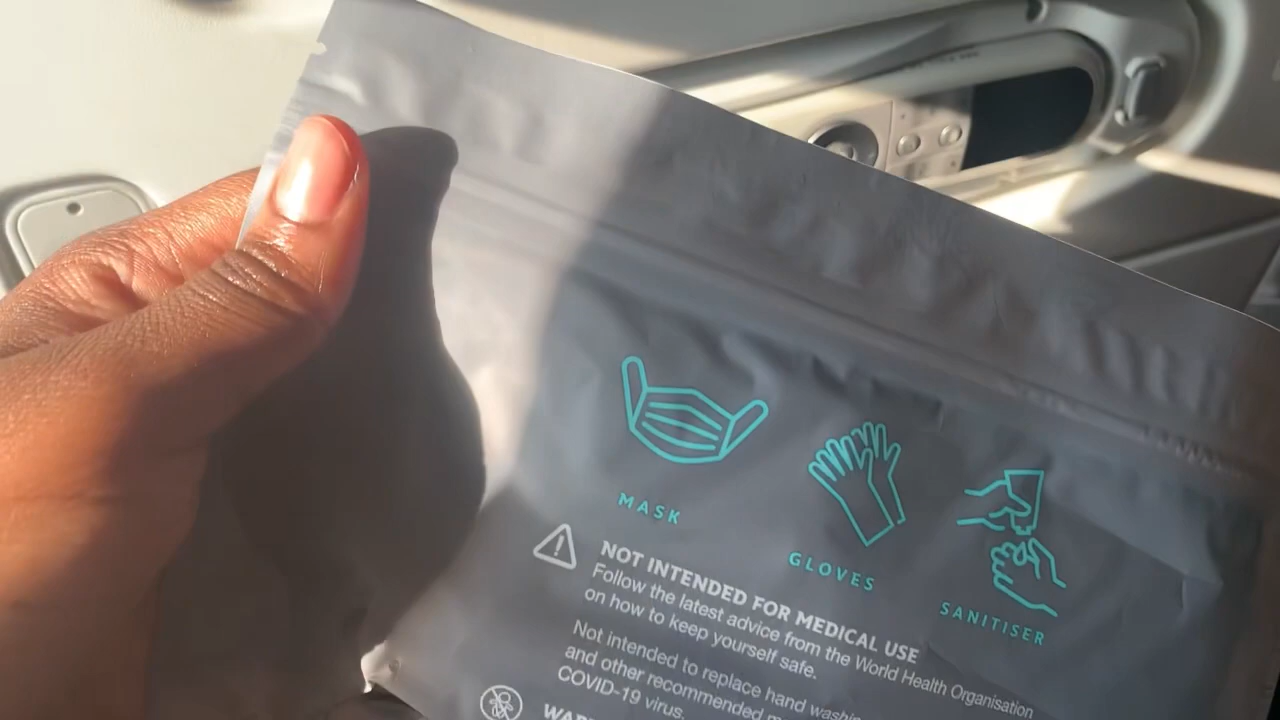 MASK
GLOVES
SANITISER
NOT INTENDED FOR MEDICAL USE
Follow the latest advice from the World Health Organisation
on how to keep yourself safe.
Not intended to replace hand
and other recommended
COVID-19 virus.